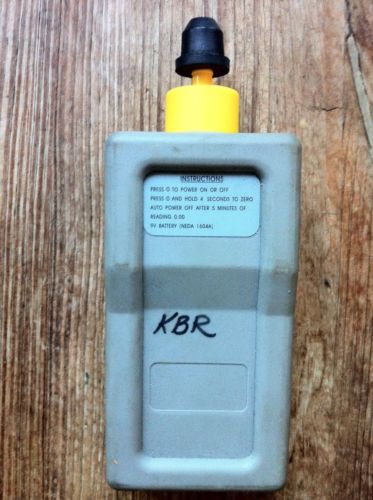 INSTRUCTIONS
PRESS O TO POWER ON OR OFF
PRESS O AND HOLD 4 SECONDS TO ZERO
AUTO POWER OFF AFTER 5 MINUTES OF
READING 0.00
9V BATTERY (NEDA 1604A)
KBR